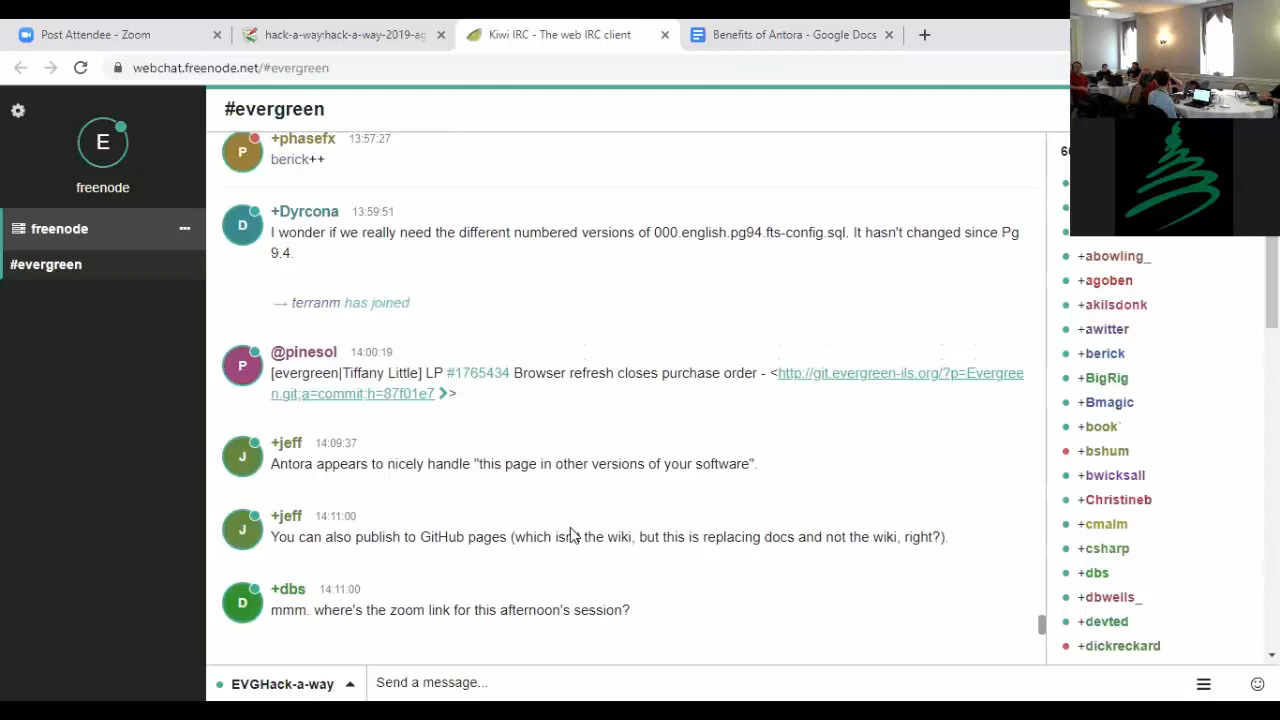 Post Attendee - Zoom
hack-a-way:hack-a-way-2019-a
Kiwi IRC - The web IRC client
Benefits of Antora - Google Docs
webchat.freenode.net/#evergreen
E
freenode
freenode
#evergreen
#evergreen
P
+phasefx 13:57:27
berick++
D
+Dyrcona 13:59:51
I wonder if we really need the different numbered versions of 000.english.pg94.fts-config.sql. It hasn't changed since Pg
9.4.
→ terranm has joined
P
@pinesol 14:00:19
[evergreen|Tiffany Little] LP #1765434 Browser refresh closes purchase order - <http://git.evergreen-ils.org/?p=Evergree
n.git;a=commit;h=87f01e7 >
J
+jeff 14:09:37
Antora appears to nicely handle "this page in other versions of your software".
J
+jeff 14:11:00
You can also publish to GitHub pages (which isn't the wiki, but this is replacing docs and not the wiki, right?).
D
+dbs 14:11:00
mmm. where's the zoom link for this afternoon's session?
EVGHack-a-way
Send a message...
+abowling_
+agoben
+akilsdonk
+awitter
+berick
+BigRig
+Bmagic
+book`
+bshum
+bwicksall
+Christineb
+cmalm
+csharp
+dbs
+dbwells_
+devted
+dickreckard